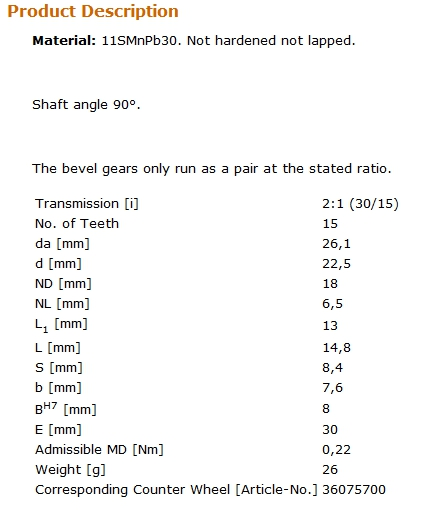 Product Description
Material: 11SMnPb30. Not hardened not lapped.
Shaft angle 90°.
The bevel gears only run as a pair at the stated ratio.
Transmission [i] 2:1 (30/15)
No. of Teeth 15
da [mm] 26,1
d [mm] 22,5
ND [mm] 18
NL [mm] 6,5
L₁ [mm] 13
L [mm] 14,8
S [mm] 8,4
b [mm] 7,6
Bᴴ⁷ [mm] 8
E [mm] 30
Admissible MD [Nm] 0,22
Weight [g] 26
Corresponding Counter Wheel [Article-No.] 36075700